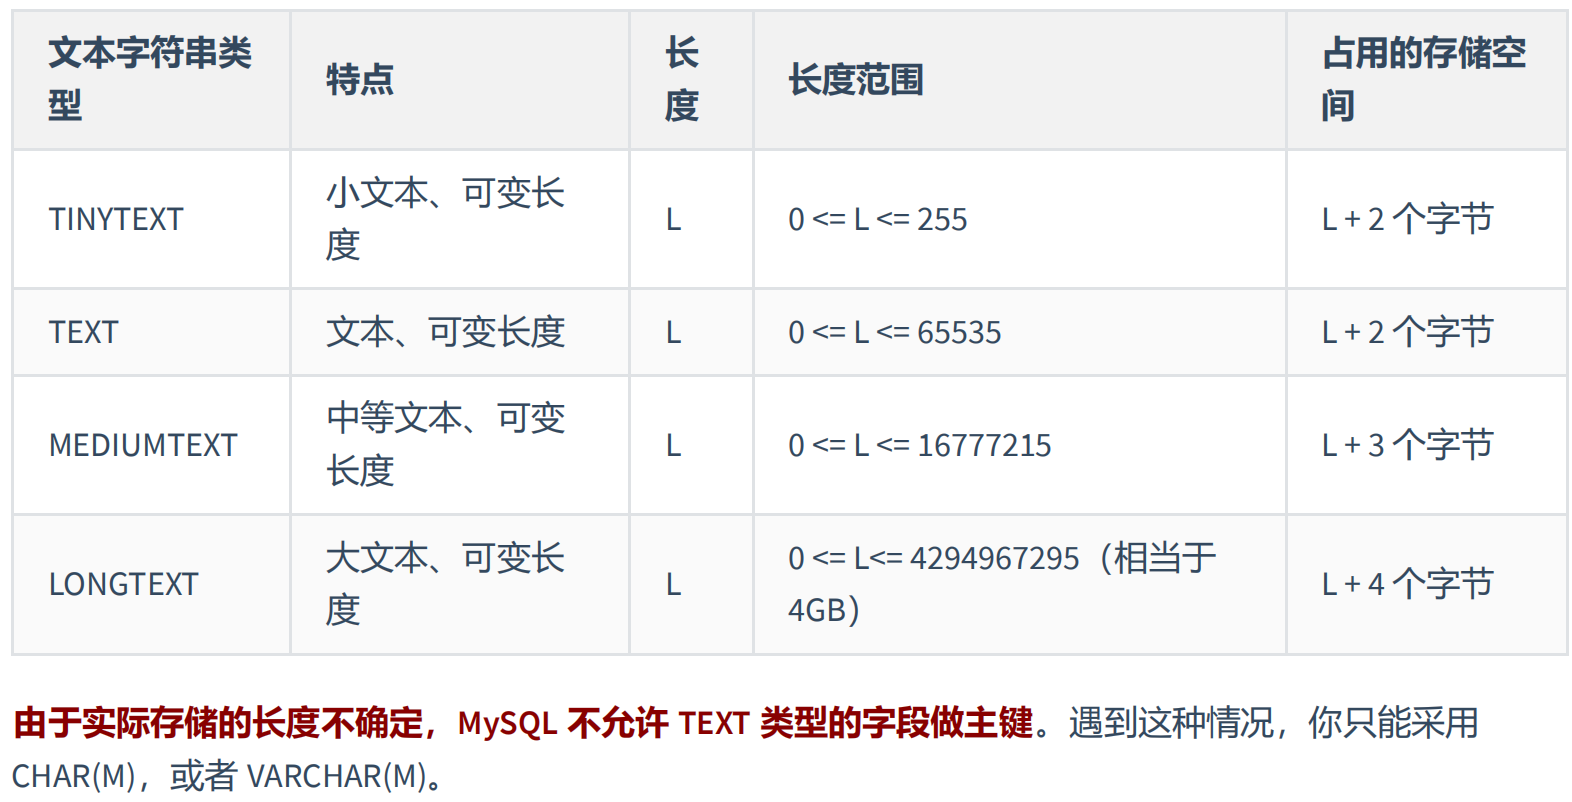 文本字符串类型 特点 长度 长度范围 占用的存储空间
TINYTEXT 小文本、可变长度 L 0 <= L <= 255 L + 2 个字节
TEXT 文本、可变长度 L 0 <= L <= 65535 L + 2 个字节
MEDIUMTEXT 中等文本、可变长度 L 0 <= L <= 16777215 L + 3 个字节
LONGTEXT 大文本、可变长度 L 0 <= L<= 4294967295（相当于4GB） L + 4 个字节
由于实际存储的长度不确定，MySQL 不允许 TEXT 类型的字段做主键。遇到这种情况，你只能采用
CHAR(M)，或者 VARCHAR(M)。